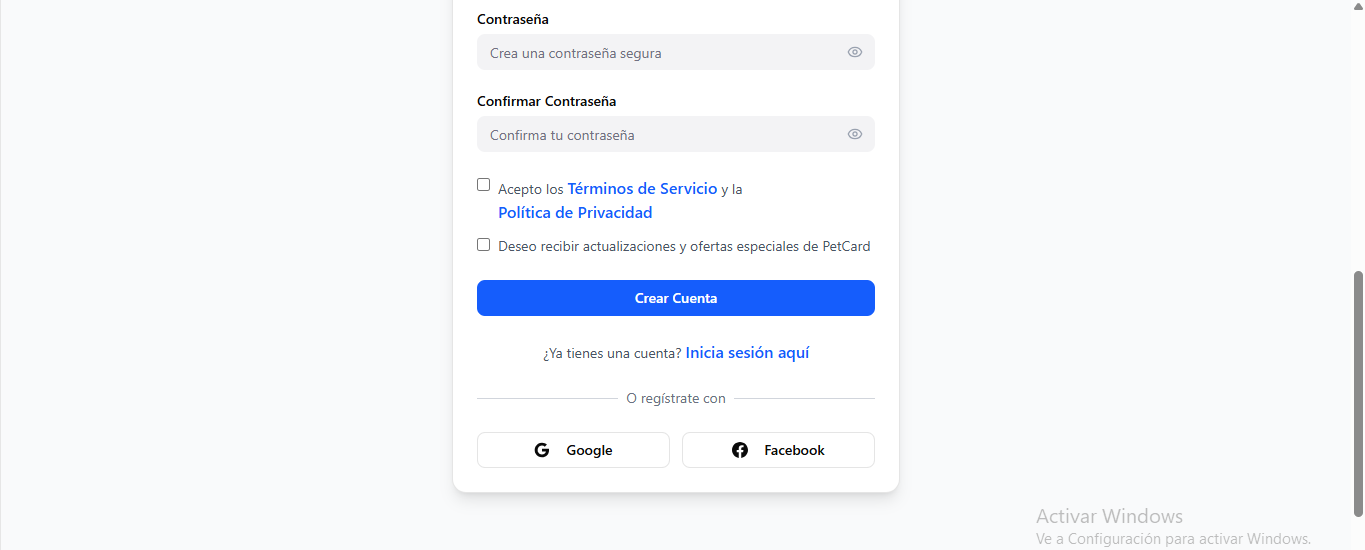 Contraseña
Crea una contraseña segura
Confirmar Contraseña
Confirma tu contraseña
Acepto los Términos de Servicio y la
Política de Privacidad
Deseo recibir actualizaciones y ofertas especiales de PetCard
Crear Cuenta
¿Ya tienes una cuenta? Inicia sesión aquí
O regístrate con
Google
Facebook
Activar Windows
Ve a Configuración para activar Windows.